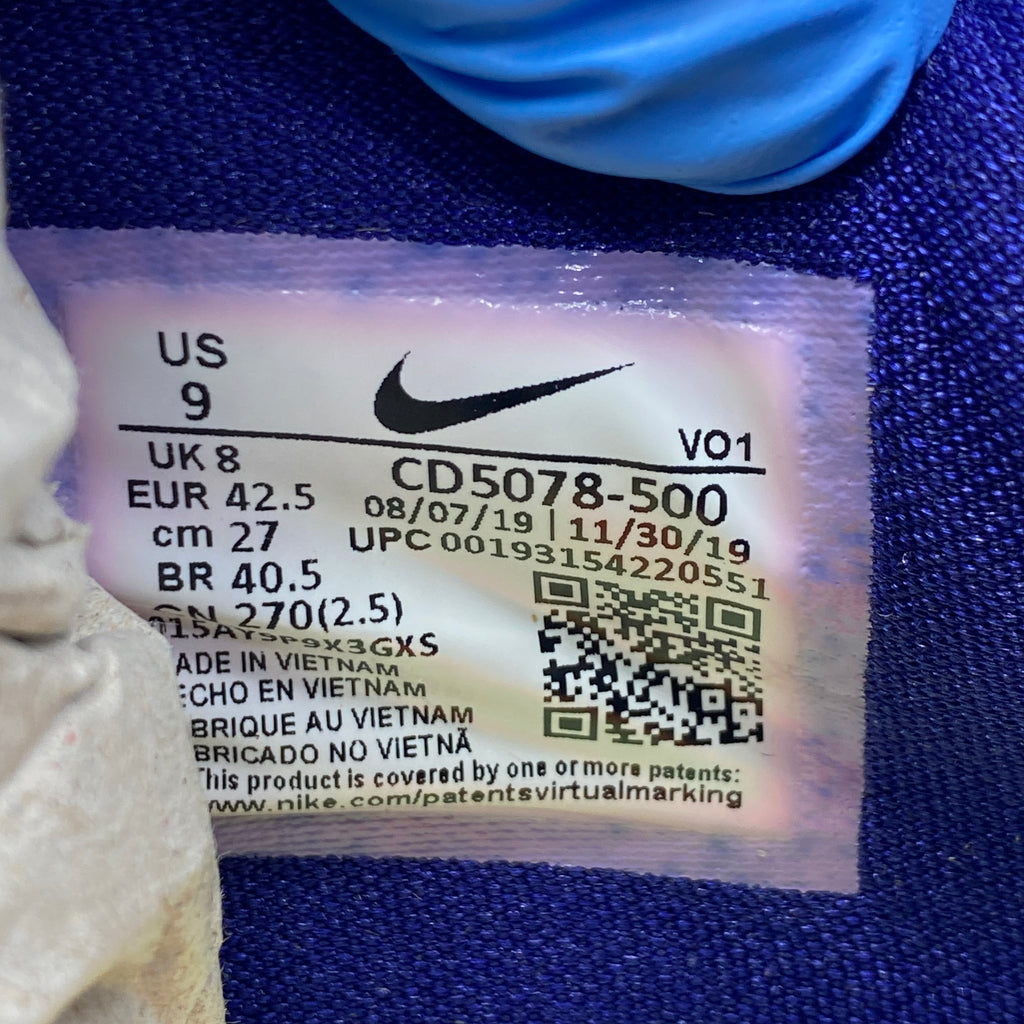 US
9
VO1
UK 8
EUR 42.5
cm 27
BR 40.5
CN 270(2.5)
CD5078-500
08/07/19 | 11/30/19
UPC 00193154220551
015AY9P9X3GXS
ADE IN VIETNAM
ECHO EN VIETNAM
BRIQUE AU VIETNAM
BRICADO NO VIETNÃ
This product is covered by one or more patents:
www.nike.com/patentsvirtualmarking